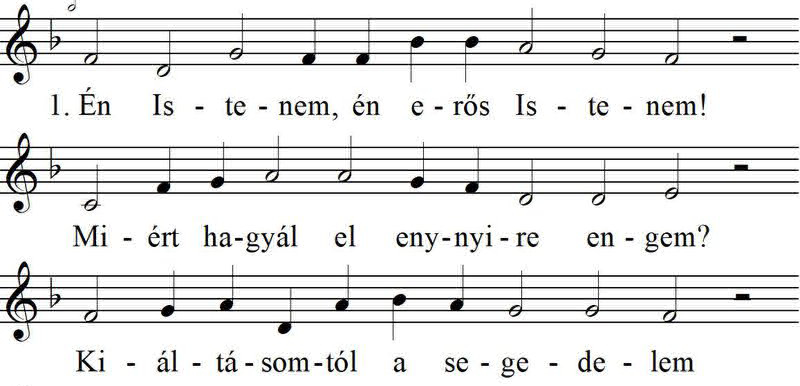 1. Én Is - te - nem, én e - rős Is - te - nem!
Mi - ért ha - gyál el eny - nyi - re en - gem?
Ki - ál - tá - som - tól a se - ge - de - lem